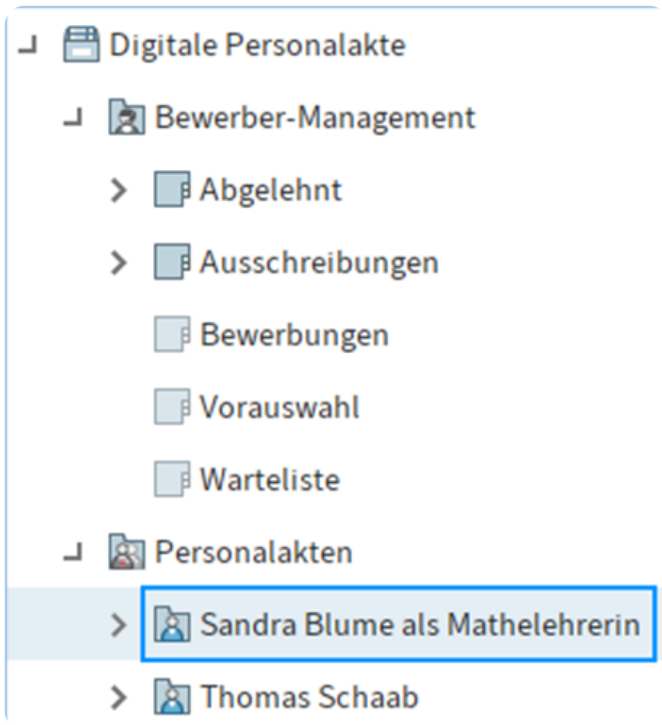 Digitale Personalakte
Bewerber-Management
Abgelehnt
Ausschreibungen
Bewerbungen
Vorauswahl
Warteliste
Personalakten
Sandra Blume als Mathelehrerin
Thomas Schaab